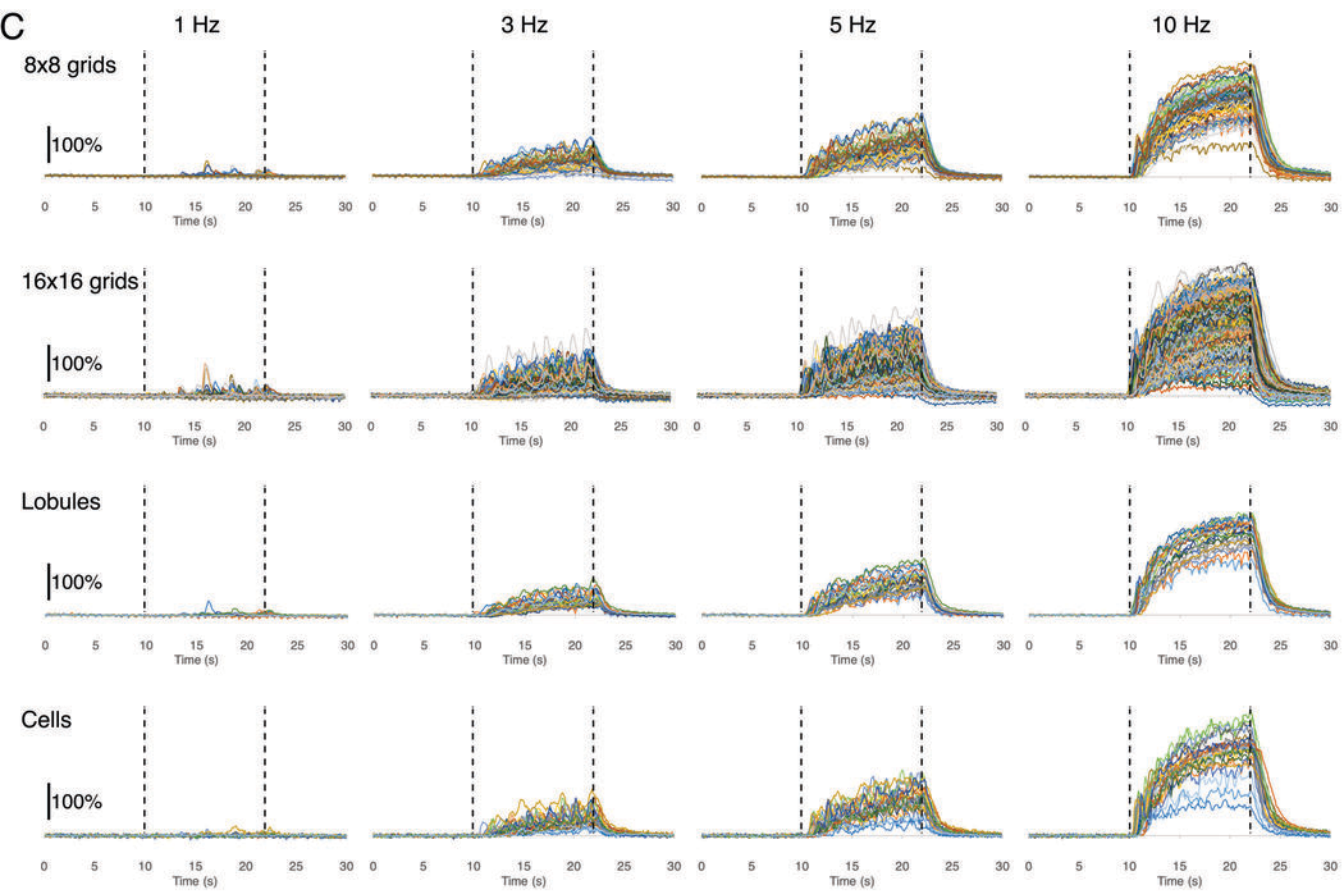 C
1 Hz 3 Hz 5 Hz 10 Hz
8x8 grids
100%
0 5 10 15 20 25 30 0 5 10 15 20 25 30 0 5 10 15 20 25 30 0 5 10 15 20 25 30
Time (s) Time (s) Time (s) Time (s)
16x16 grids
100%
0 5 10 15 20 25 30 0 5 10 15 20 25 30 0 5 10 15 20 25 30 0 5 10 15 20 25 30
Time (s) Time (s) Time (s) Time (s)
Lobules
100%
0 5 10 15 20 25 30 0 5 10 15 20 25 30 0 5 10 15 20 25 30 0 5 10 15 20 25 30
Time (s) Time (s) Time (s) Time (s)
Cells
100%
0 5 10 15 20 25 30 0 5 10 15 20 25 30 0 5 10 15 20 25 30 0 5 10 15 20 25 30
Time (s) Time (s) Time (s) Time (s)